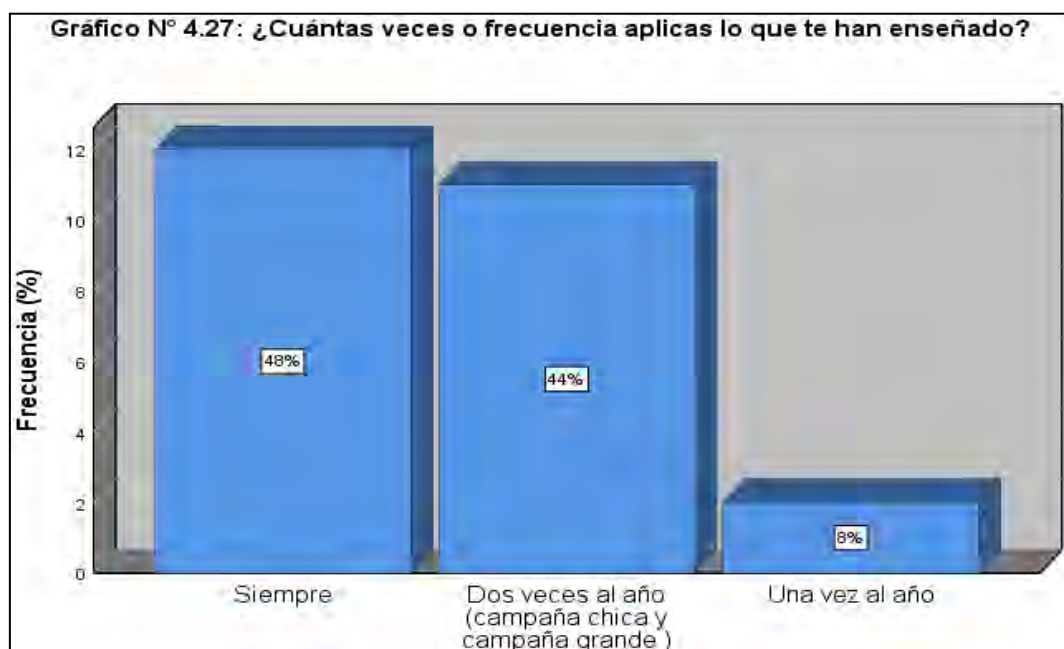 Gráfico N° 4.27: ¿Cuántas veces o frecuencia aplicas lo que te han enseñado?
12
10
8
6
4
2
0
Frecuencia (%)
48%
44%
8%
Siempre
Dos veces al año
(campaña chica y
campaña grande )
Una vez al año